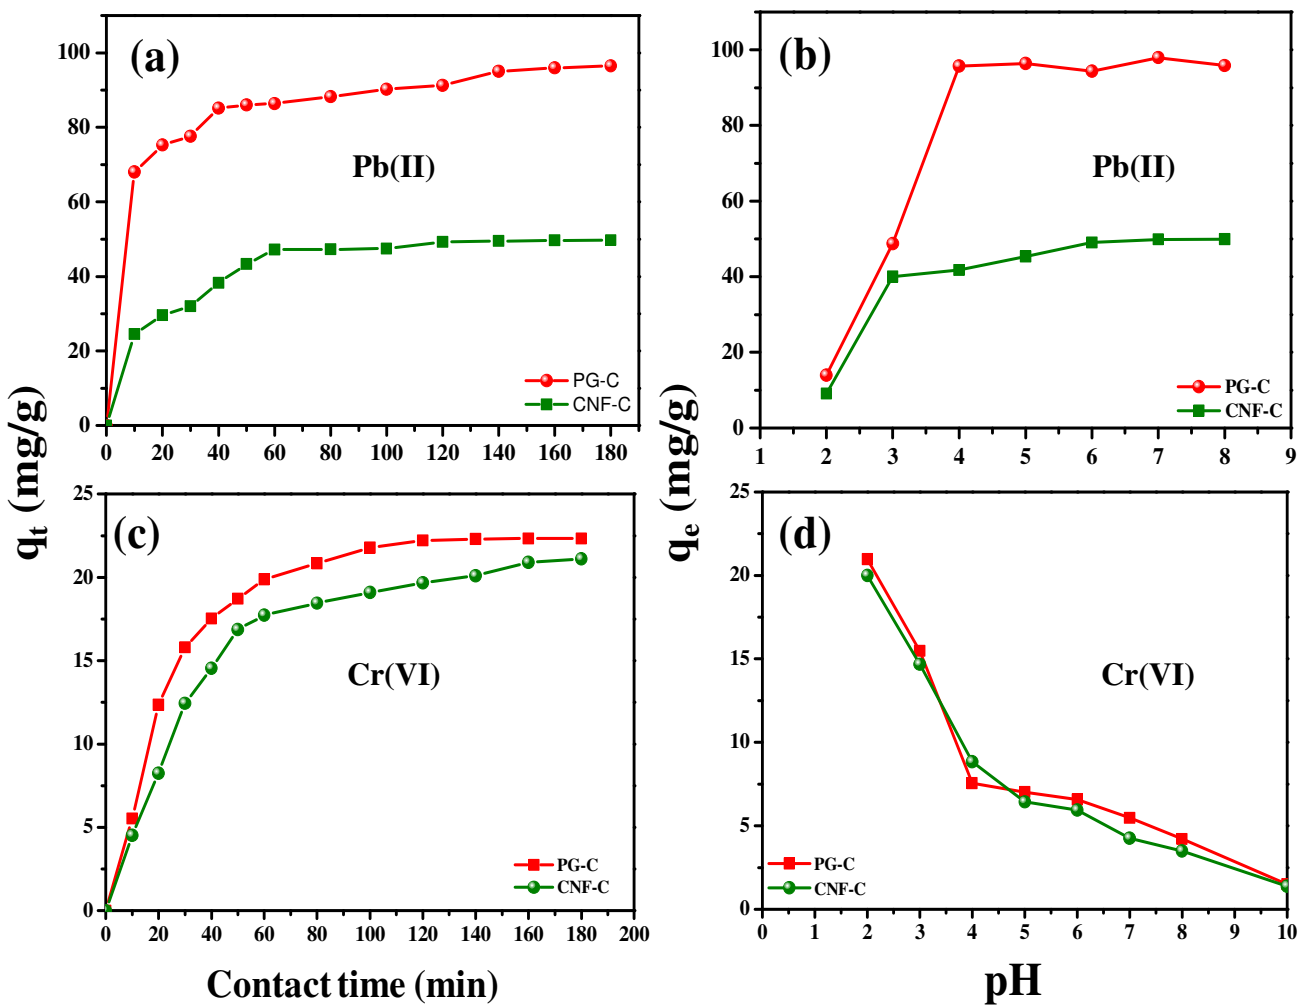 (a)
100
80
60
40
20
0
Pb(II)
PG-C
CNF-C
0 20 40 60 80 100 120 140 160 180
(b)
100
80
60
40
20
0
Pb(II)
PG-C
CNF-C
1 2 3 4 5 6 7 8 9
qt (mg/g)
qe (mg/g)
(c)
25
20
15
10
5
0
Cr(VI)
PG-C
CNF-C
0 20 40 60 80 100 120 140 160 180 200
(d)
25
20
15
10
5
0
Cr(VI)
PG-C
CNF-C
0 1 2 3 4 5 6 7 8 9 10
Contact time (min)
pH